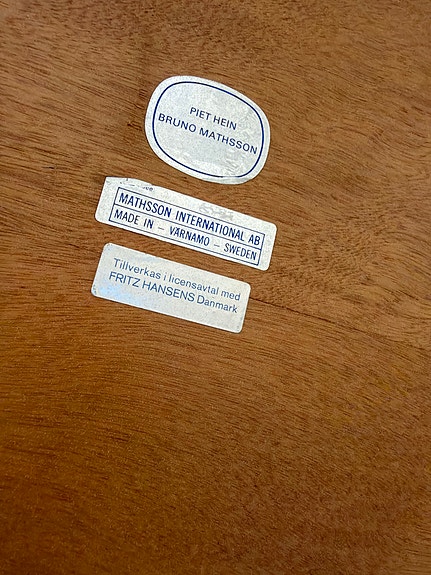 PIET HEIN
BRUNO MATHSSON
MATHSSON INTERNATIONAL AB
MADE IN – VÄRNAMO – SWEDEN
Tillverkas i licensavtal med
FRITZ HANSENS Danmark